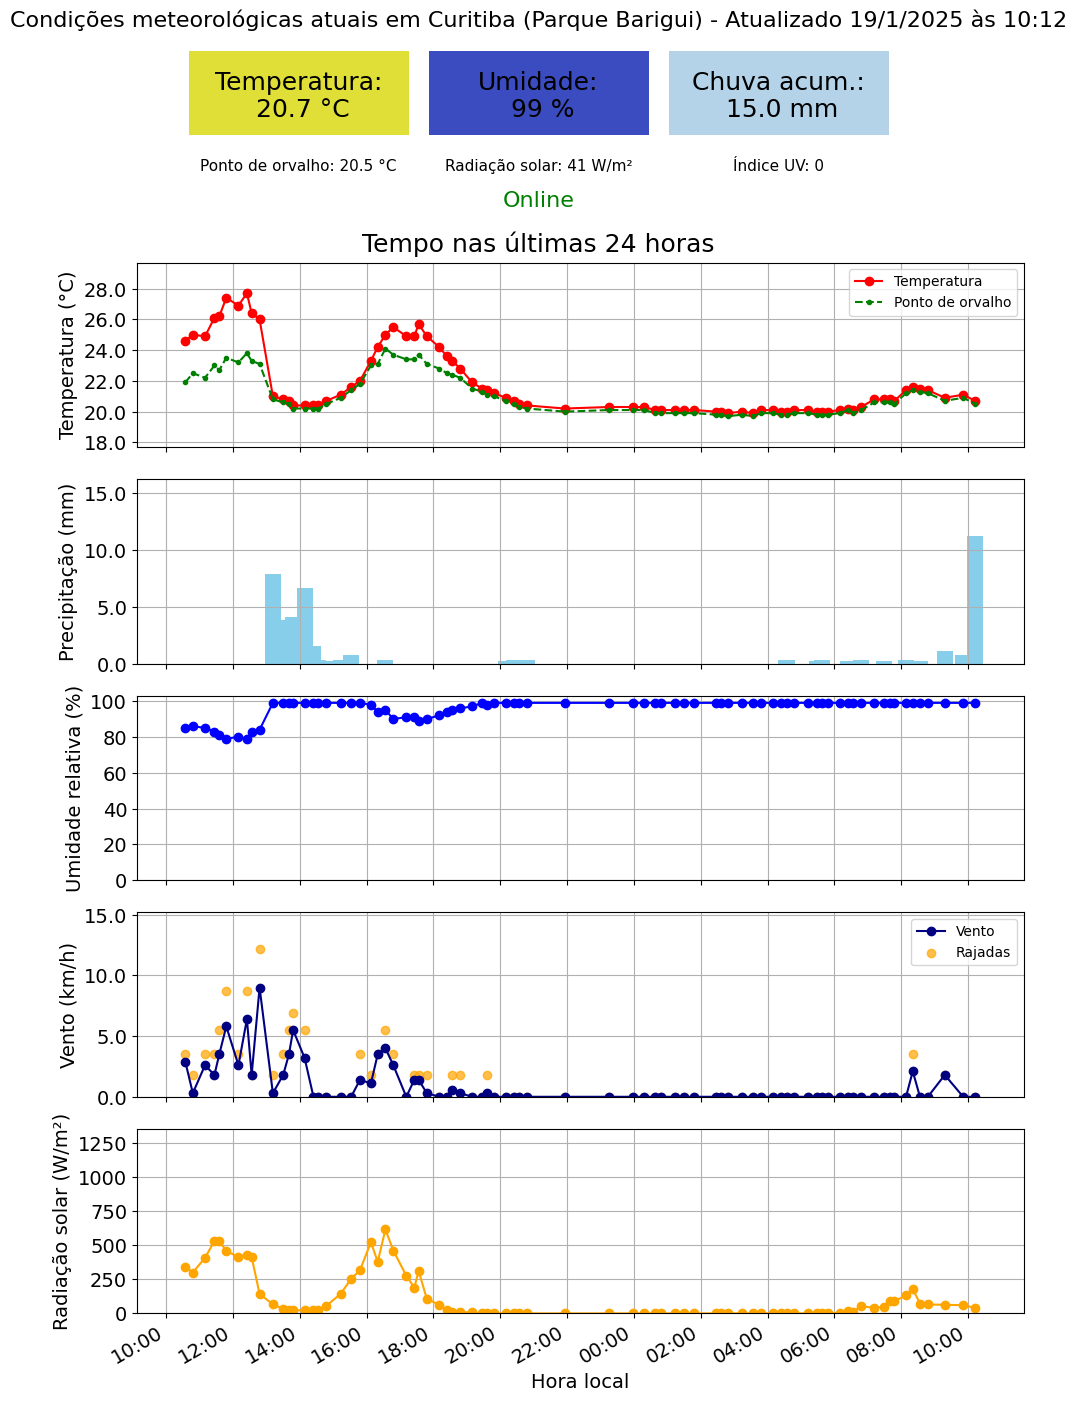 Condições meteorológicas atuais em Curitiba (Parque Barigui) - Atualizado 19/1/2025 às 10:12
Temperatura:
20.7 °C
Umidade:
99 %
Chuva acum.:
15.0 mm
Ponto de orvalho: 20.5 °C
Radiação solar: 41 W/m²
Índice UV: 0
Online
Tempo nas últimas 24 horas
Temperatura (°C)
28.0
26.0
24.0
22.0
20.0
18.0
Temperatura
Ponto de orvalho
Precipitação (mm)
15.0
10.0
5.0
0.0
Umidade relativa (%)
100
80
60
40
20
0
Vento (km/h)
15.0
10.0
5.0
0.0
Vento
Rajadas
Radiação solar (W/m²)
1250
1000
750
500
250
0
10:00
12:00
14:00
16:00
18:00
20:00
22:00
00:00
02:00
04:00
06:00
08:00
10:00
Hora local